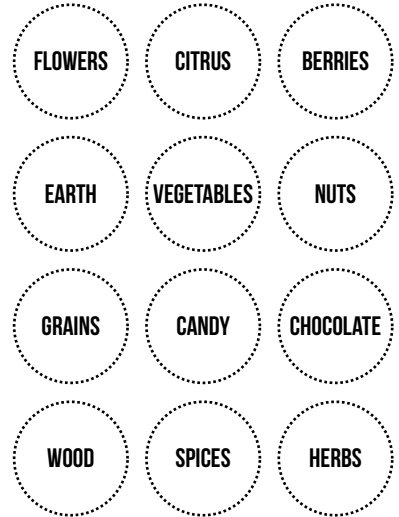 FLOWERS CITRUS BERRIES
EARTH VEGETABLES NUTS
GRAINS CANDY CHOCOLATE
WOOD SPICES HERBS